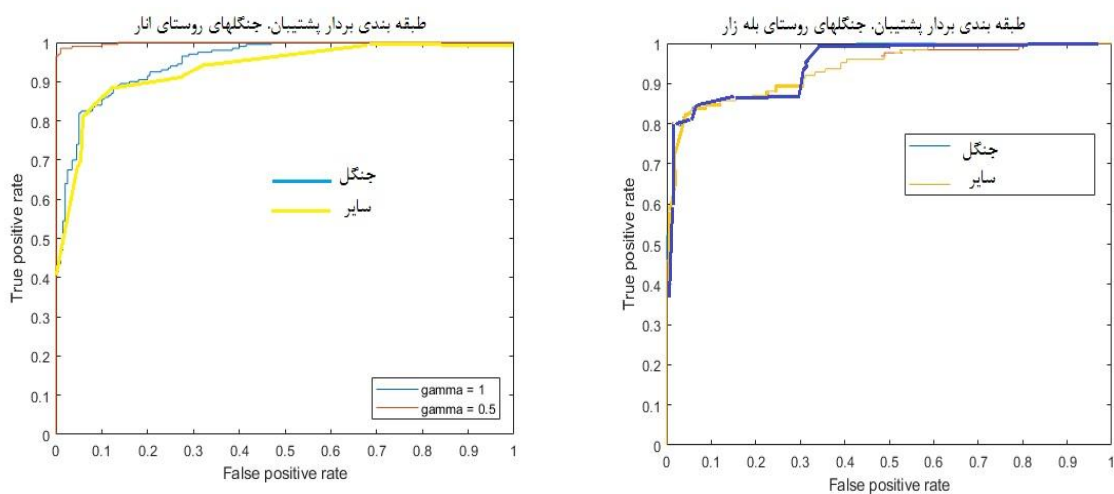 طبقه بندی بردار پشتیبان. جنگلهای روستای انار
True positive rate
1
0.9
0.8
0.7
0.6
0.5
0.4
0.3
0.2
0.1
0
جنگل
سایر
gamma = 1
gamma = 0.5
0 0.1 0.2 0.3 0.4 0.5 0.6 0.7 0.8 0.9 1
False positive rate
طبقه بندی بردار پشتیبان. جنگلهای روستای بله زار
True positive rate
1
0.9
0.8
0.7
0.6
0.5
0.4
0.3
0.2
0.1
0
جنگل
سایر
0 0.1 0.2 0.3 0.4 0.5 0.6 0.7 0.8 0.9 1
False positive rate